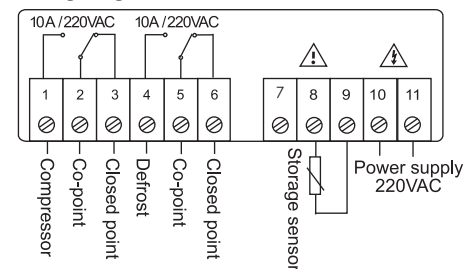 10A /220VAC 10A /220VAC
1 2 3 4 5 6 7 8 9 10 11
Compressor
Co-point
Closed point
Defrost
Co-point
Closed point
Storage sensor
Power supply
220VAC